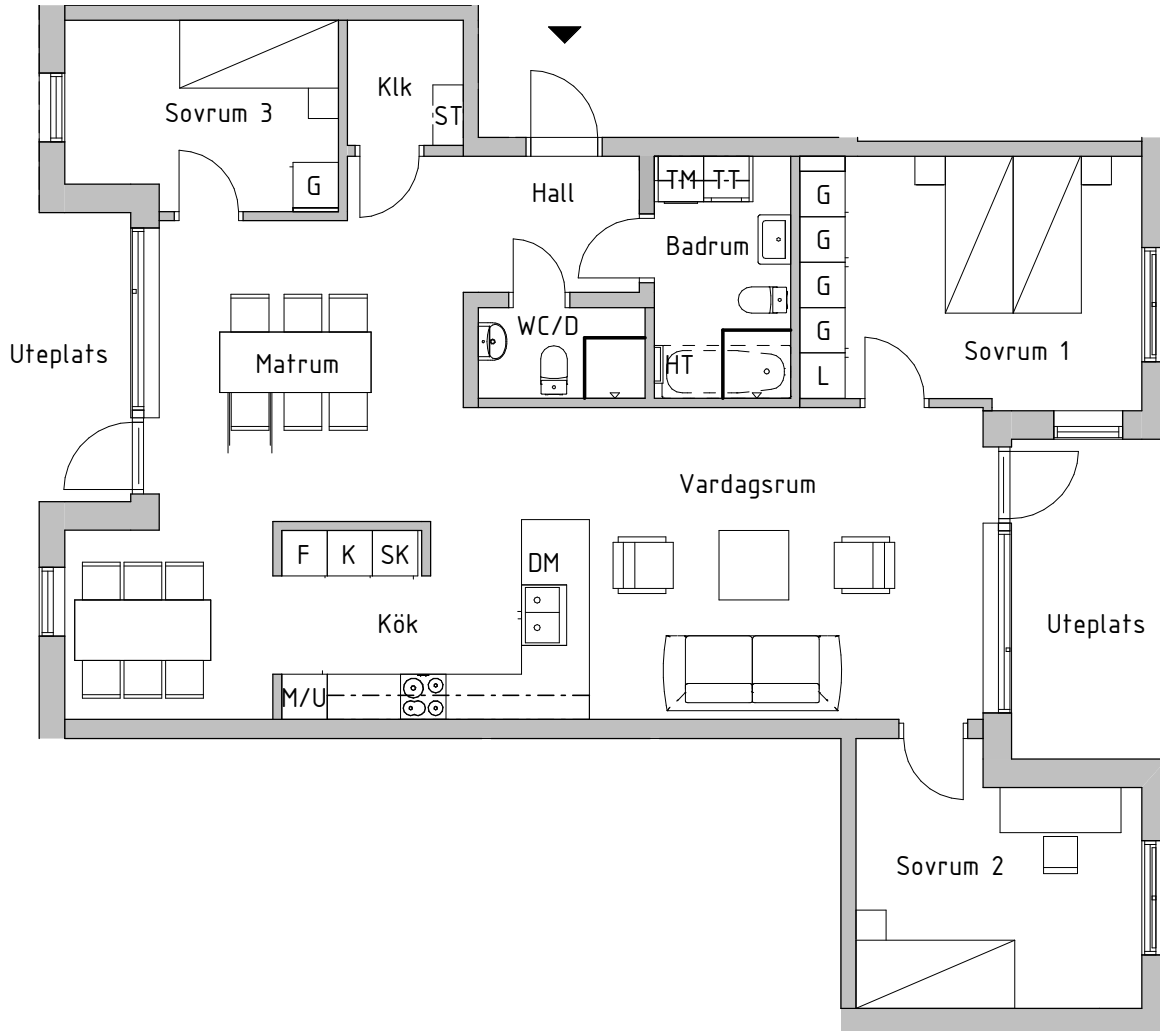 Klk
Sovrum 3
ST
G
Hall
TM
TT
Badrum
G
G
G
G
L
WC/D
HT
Sovrum 1
Uteplats
Matrum
Vardagsrum
F
K
SK
DM
Kök
Uteplats
M/U
Sovrum 2